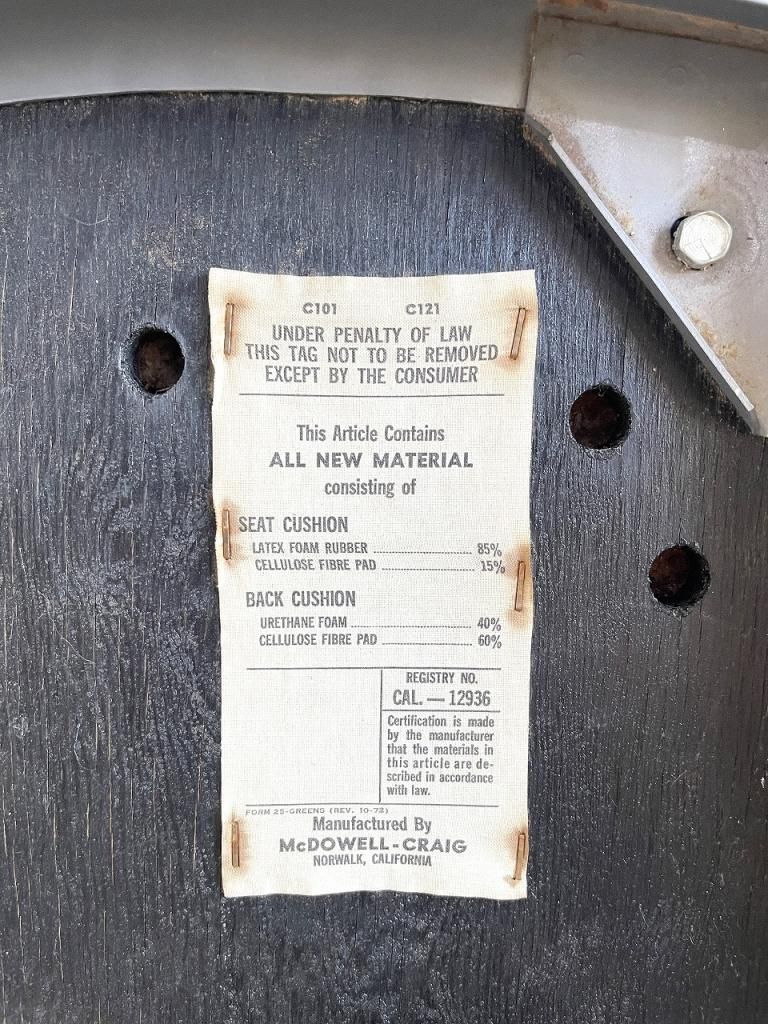 C101 C121
UNDER PENALTY OF LAW
THIS TAG NOT TO BE REMOVED
EXCEPT BY THE CONSUMER
This Article Contains
ALL NEW MATERIAL
consisting of
SEAT CUSHION
LATEX FOAM RUBBER 85%
CELLULOSE FIBRE PAD 15%
BACK CUSHION
URETHANE FOAM 40%
CELLULOSE FIBRE PAD 60%
REGISTRY NO.
CAL. — 12936
Certification is made
by the manufacturer
that the materials in
this article are de-
scribed in accordance
with law.
FORM 25-GREENS (REV. 10-72)
Manufactured By
McDOWELL-CRAIG
NORWALK, CALIFORNIA